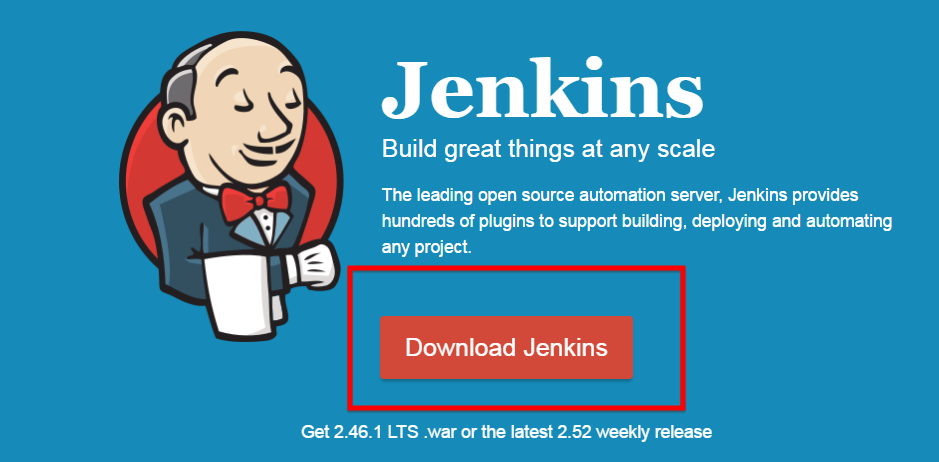 Jenkins
Build great things at any scale
The leading open source automation server, Jenkins provides
hundreds of plugins to support building, deploying and automating
any project.
Download Jenkins
Get 2.46.1 LTS .war or the latest 2.52 weekly release